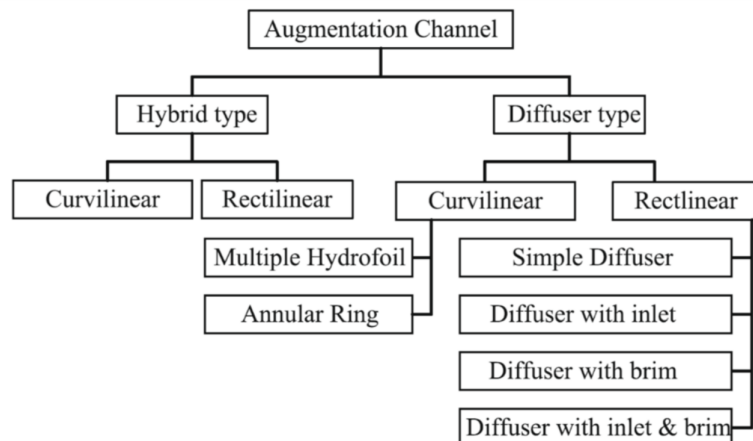 Augmentation Channel
Hybrid type
Diffuser type
Curvilinear
Rectilinear
Curvilinear
Rectlinear
Multiple Hydrofoil
Simple Diffuser
Annular Ring
Diffuser with inlet
Diffuser with brim
Diffuser with inlet & brim